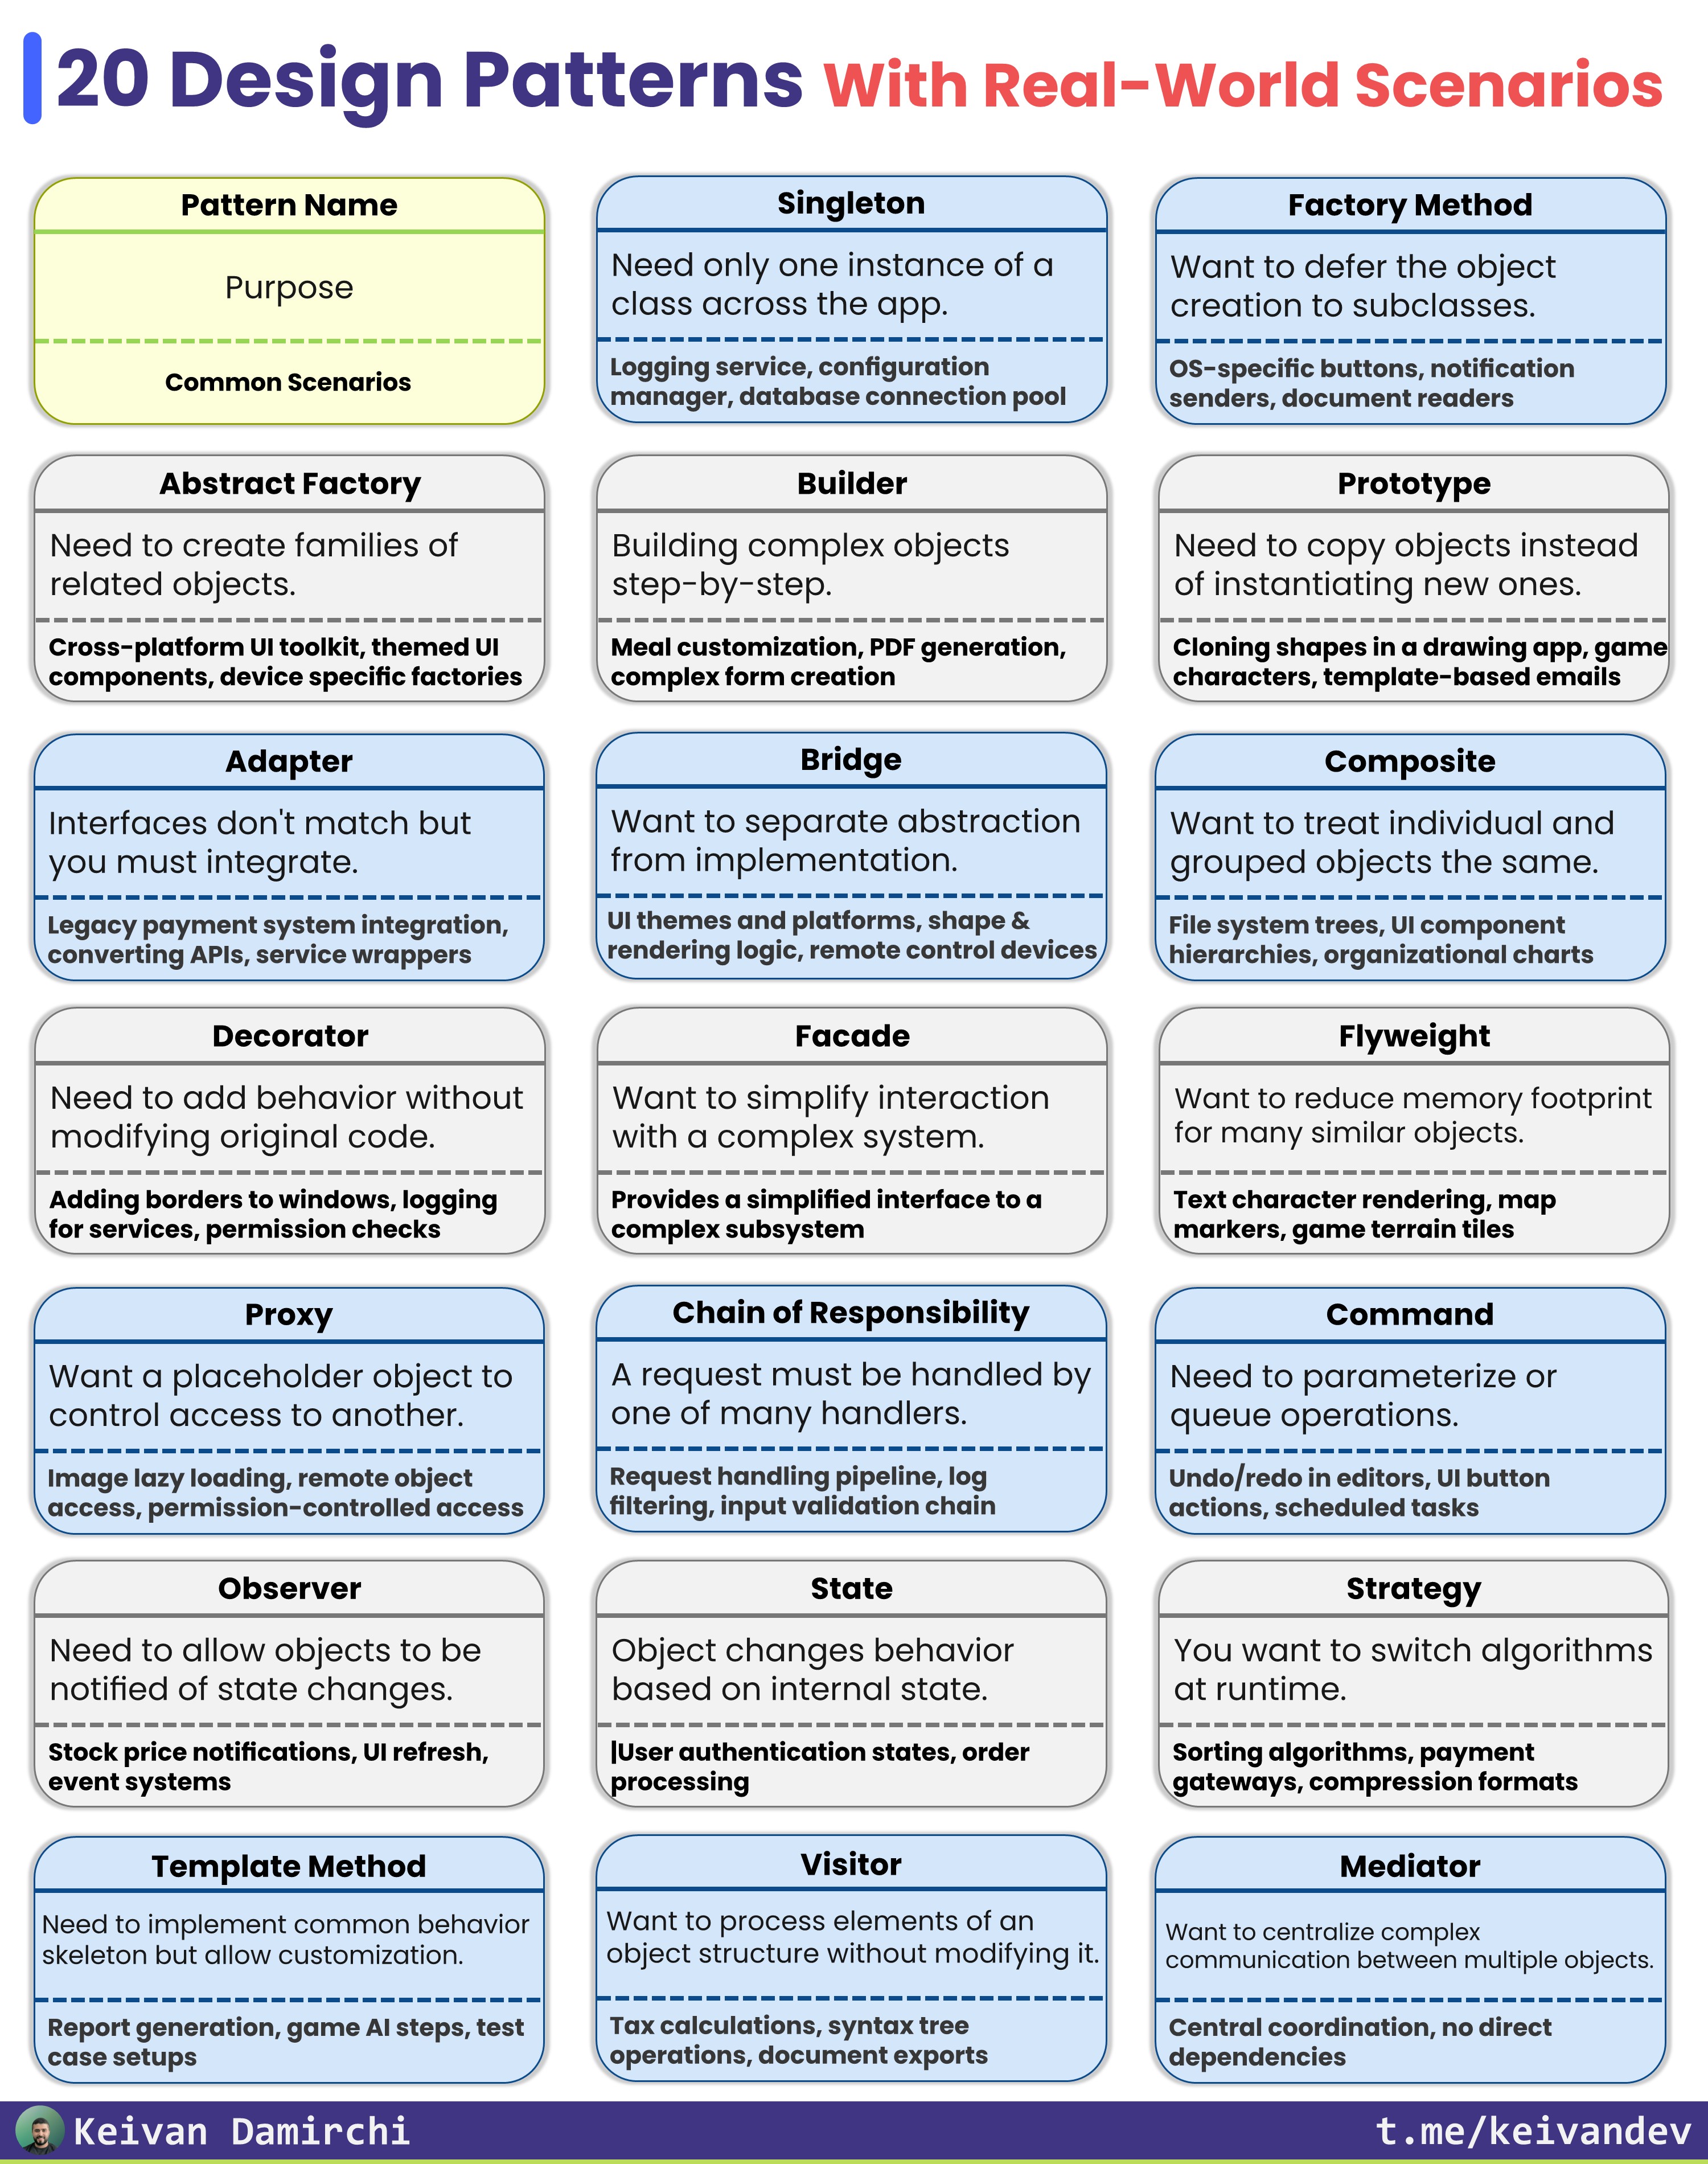 20 Design Patterns With Real-World Scenarios
Pattern Name
Purpose
Common Scenarios
Singleton
Need only one instance of a
class across the app.
Logging service, configuration
manager, database connection pool
Factory Method
Want to defer the object
creation to subclasses.
OS-specific buttons, notification
senders, document readers
Abstract Factory
Need to create families of
related objects.
Cross-platform UI toolkit, themed UI
components, device specific factories
Builder
Building complex objects
step-by-step.
Meal customization, PDF generation,
complex form creation
Prototype
Need to copy objects instead
of instantiating new ones.
Cloning shapes in a drawing app, game
characters, template-based emails
Adapter
Interfaces don't match but
you must integrate.
Legacy payment system integration,
converting APIs, service wrappers
Bridge
Want to separate abstraction
from implementation.
UI themes and platforms, shape &
rendering logic, remote control devices
Composite
Want to treat individual and
grouped objects the same.
File system trees, UI component
hierarchies, organizational charts
Decorator
Need to add behavior without
modifying original code.
Adding borders to windows, logging
for services, permission checks
Facade
Want to simplify interaction
with a complex system.
Provides a simplified interface to a
complex subsystem
Flyweight
Want to reduce memory footprint
for many similar objects.
Text character rendering, map
markers, game terrain tiles
Proxy
Want a placeholder object to
control access to another.
Image lazy loading, remote object
access, permission-controlled access
Chain of Responsibility
A request must be handled by
one of many handlers.
Request handling pipeline, log
filtering, input validation chain
Command
Need to parameterize or
queue operations.
Undo/redo in editors, UI button
actions, scheduled tasks
Observer
Need to allow objects to be
notified of state changes.
Stock price notifications, UI refresh,
event systems
State
Object changes behavior
based on internal state.
|User authentication states, order
processing
Strategy
You want to switch algorithms
at runtime.
Sorting algorithms, payment
gateways, compression formats
Template Method
Need to implement common behavior
skeleton but allow customization.
Report generation, game AI steps, test
case setups
Visitor
Want to process elements of an
object structure without modifying it.
Tax calculations, syntax tree
operations, document exports
Mediator
Want to centralize complex
communication between multiple objects.
Central coordination, no direct
dependencies
Keivan Damirchi
t.me/keivandev